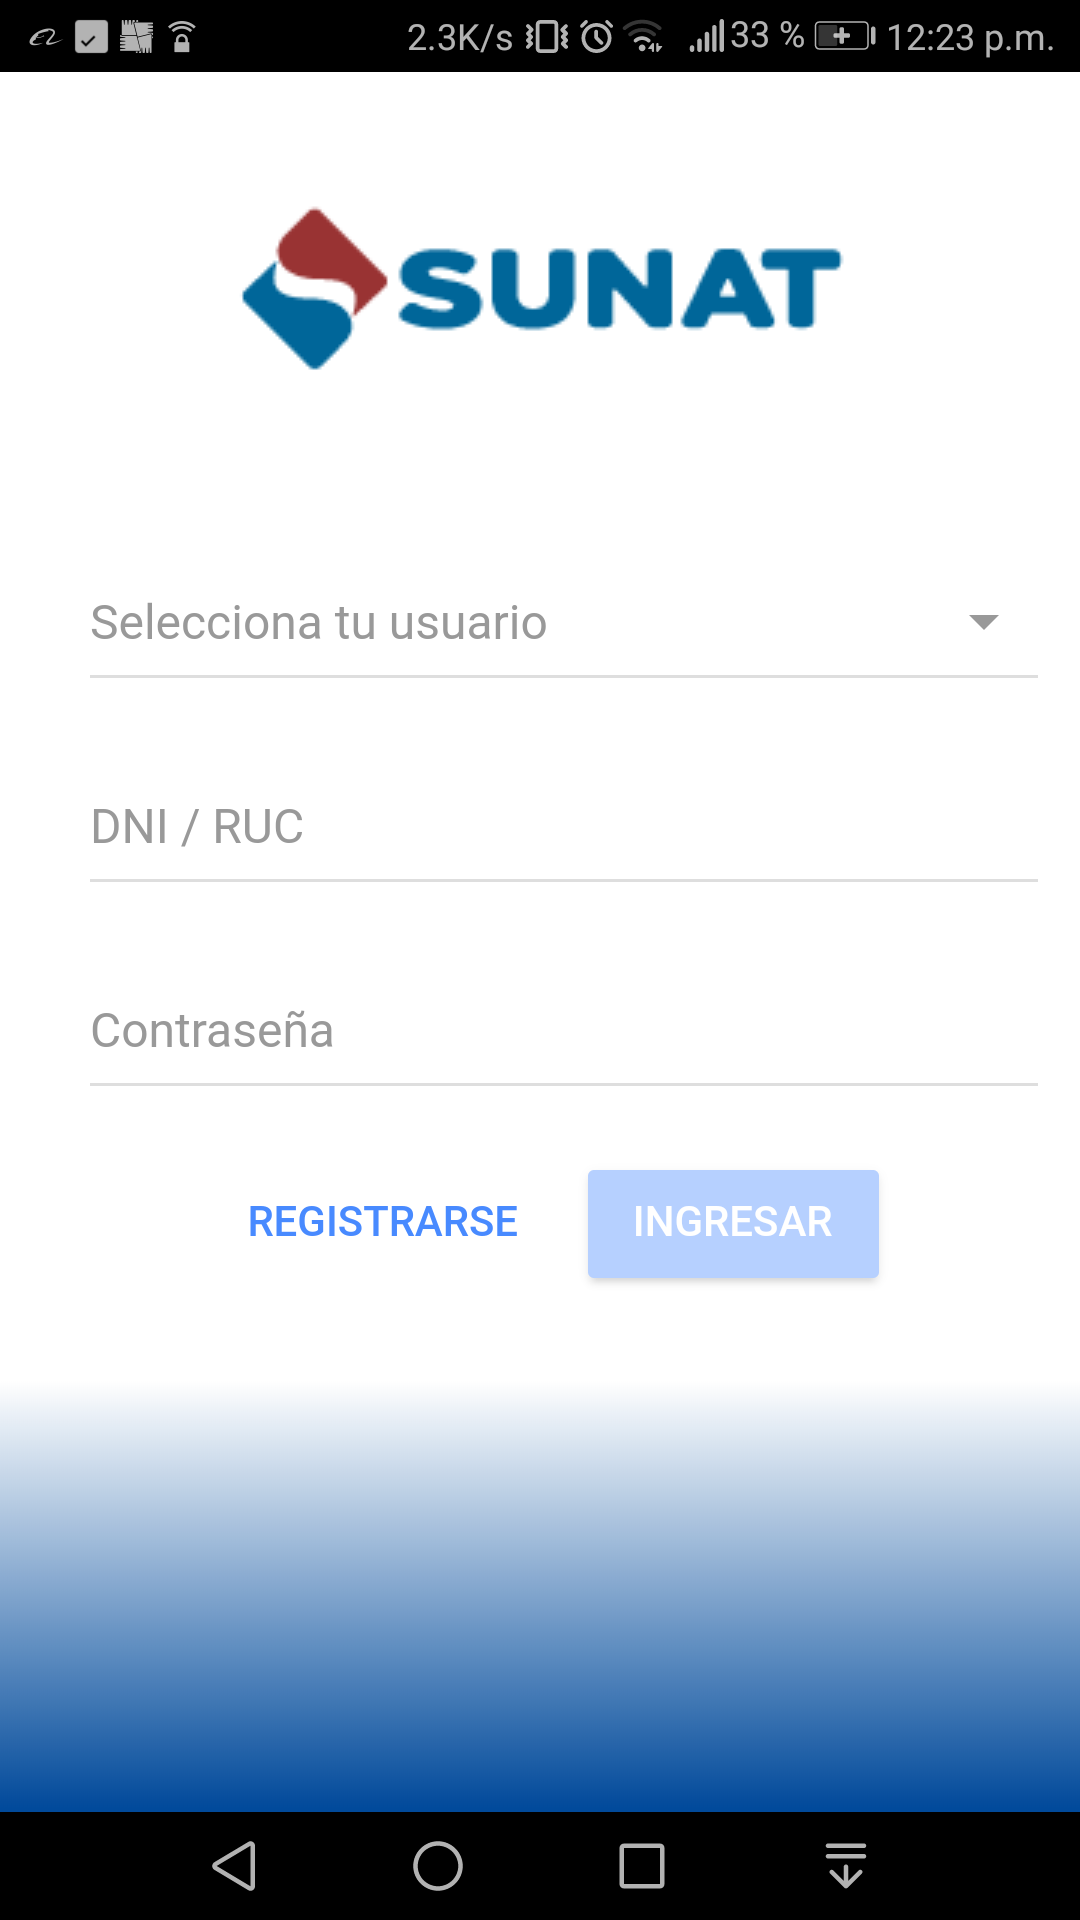 2.3K/s 33 % 12:23 p.m.
SUNAT
Selecciona tu usuario
DNI / RUC
Contraseña
REGISTRARSE INGRESAR